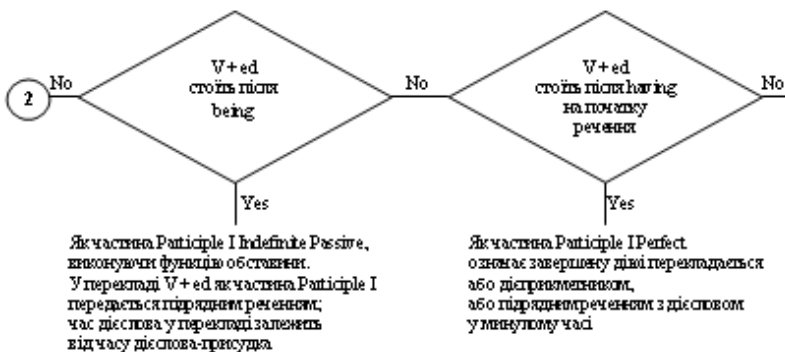 2
No
V + ed
стоїть після
being
No
V + ed
стоїть після having
на початку
речення
No
Yes
Як частина Participle I Indefinite Passive,
виконуючи функцію обставини.
У перекладі V + ed як частина Participle I
передається підрядним реченням;
час дієслова у перекладі залежить
від часу дієслова-присудка
Yes
Як частина Participle I Perfect
означає завершену дію і перекладається
або дієприкметником,
або підрядним реченням з дієсловом
у минулому часі